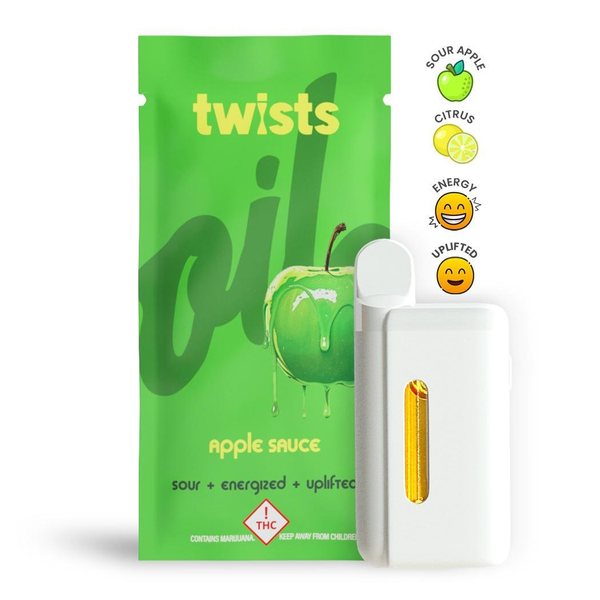 twists
oil
apple sauce
sour + energized + uplifted
!
THC
CONTAINS MARIJUANA.
KEEP AWAY FROM CHILDREN
SOUR APPLE
CITRUS
ENERGY
UPLIFTED